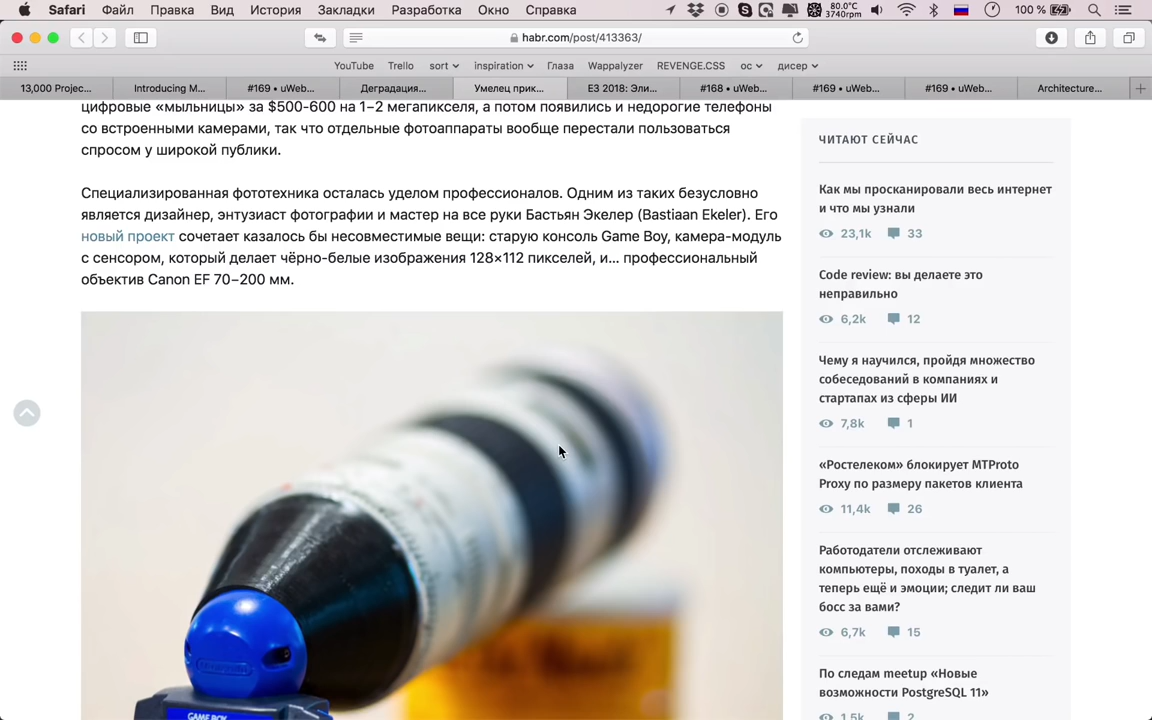 Safari Файл Правка Вид История Закладки Разработка Окно Справка 80.0°C 3740rpm 100 %
habr.com/post/413363/
YouTube Trello sort inspiration Глаза Wappalyzer REVENGE.CSS ос дисер
13,000 Projec... Introducing M... #169 • uWeb... Деградация... Умелец прик... E3 2018: Эли... #168 • uWeb... #169 • uWeb... #169 • uWeb... Architecture...
цифровые «мыльницы» за $500-600 на 1−2 мегапикселя, а потом появились и недорогие телефоны
со встроенными камерами, так что отдельные фотоаппараты вообще перестали пользоваться
спросом у широкой публики.
Специализированная фототехника осталась уделом профессионалов. Одним из таких безусловно
является дизайнер, энтузиаст фотографии и мастер на все руки Бастьян Экелер (Bastiaan Ekeler). Его
новый проект сочетает казалось бы несовместимые вещи: старую консоль Game Boy, камера-модуль
с сенсором, который делает чёрно-белые изображения 128×112 пикселей, и... профессиональный
объектив Canon EF 70−200 мм.
GAME BOY
ЧИТАЮТ СЕЙЧАС
Как мы просканировали весь интернет
и что мы узнали
23,1k 33
Code review: вы делаете это
неправильно
6,2k 12
Чему я научился, пройдя множество
собеседований в компаниях и
стартапах из сферы ИИ
7,8k 1
«Ростелеком» блокирует MTProto
Proxy по размеру пакетов клиента
11,4k 26
Работодатели отслеживают
компьютеры, походы в туалет, а
теперь ещё и эмоции; следит ли ваш
босс за вами?
6,7k 15
По следам meetup «Новые
возможности PostgreSQL 11»
1,5k 2